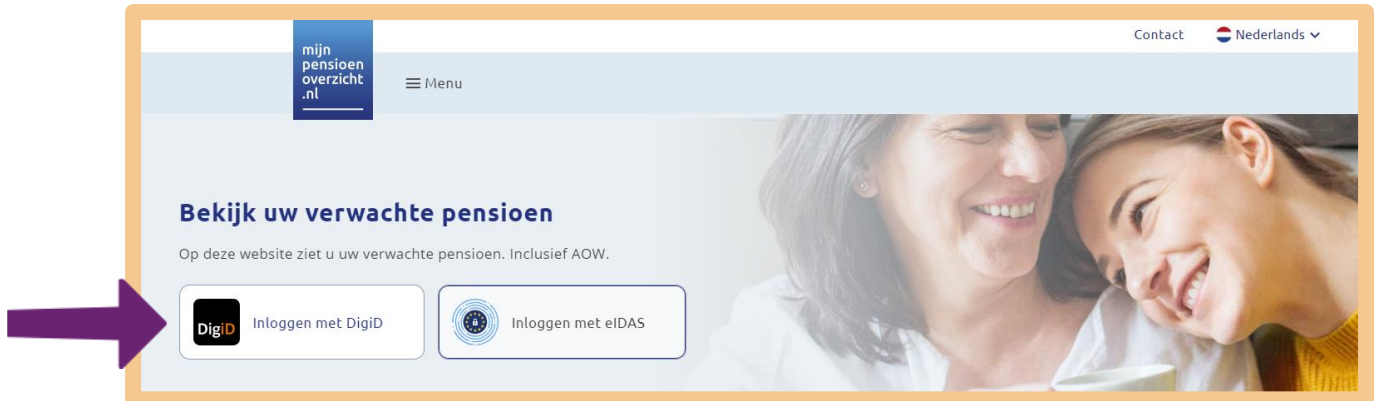 Contact
Nederlands
mijn
pensioen
overzicht
.nl
Menu
Bekijk uw verwachte pensioen
Op deze website ziet u uw verwachte pensioen. Inclusief AOW.
DigiD
Inloggen met DigiD
Inloggen met eIDAS